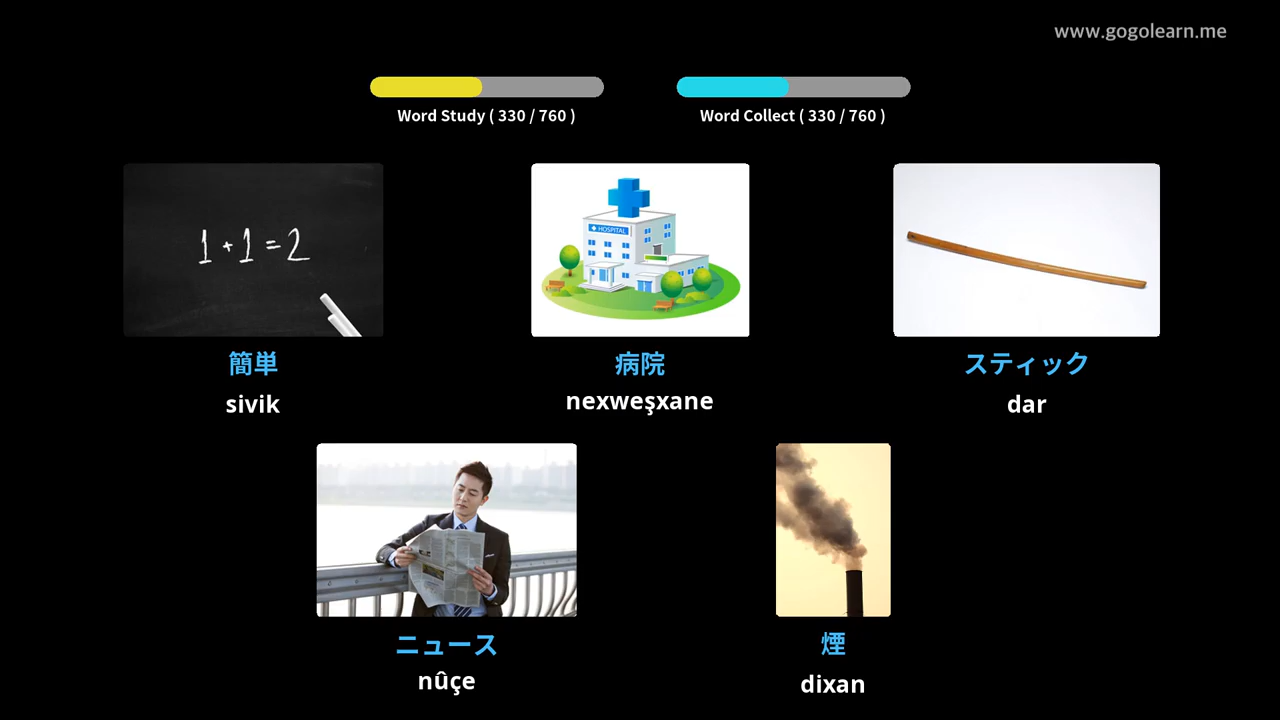 www.gogolearn.me
Word Study ( 330 / 760 )
Word Collect ( 330 / 760 )
1 + 1 = 2
HOSPITAL
簡単
sivik
病院
nexweşxane
スティック
dar
ニュース
nûçe
煙
dixan